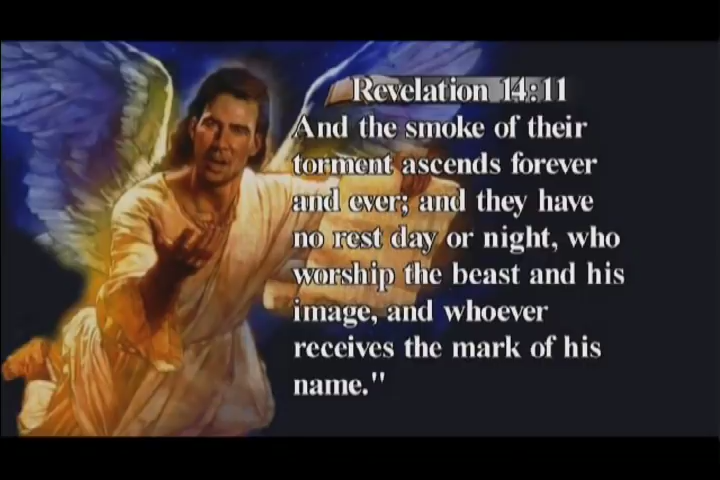 Revelation 14:11
And the smoke of their
torment ascends forever
and ever; and they have
no rest day or night, who
worship the beast and his
image, and whoever
receives the mark of his
name."